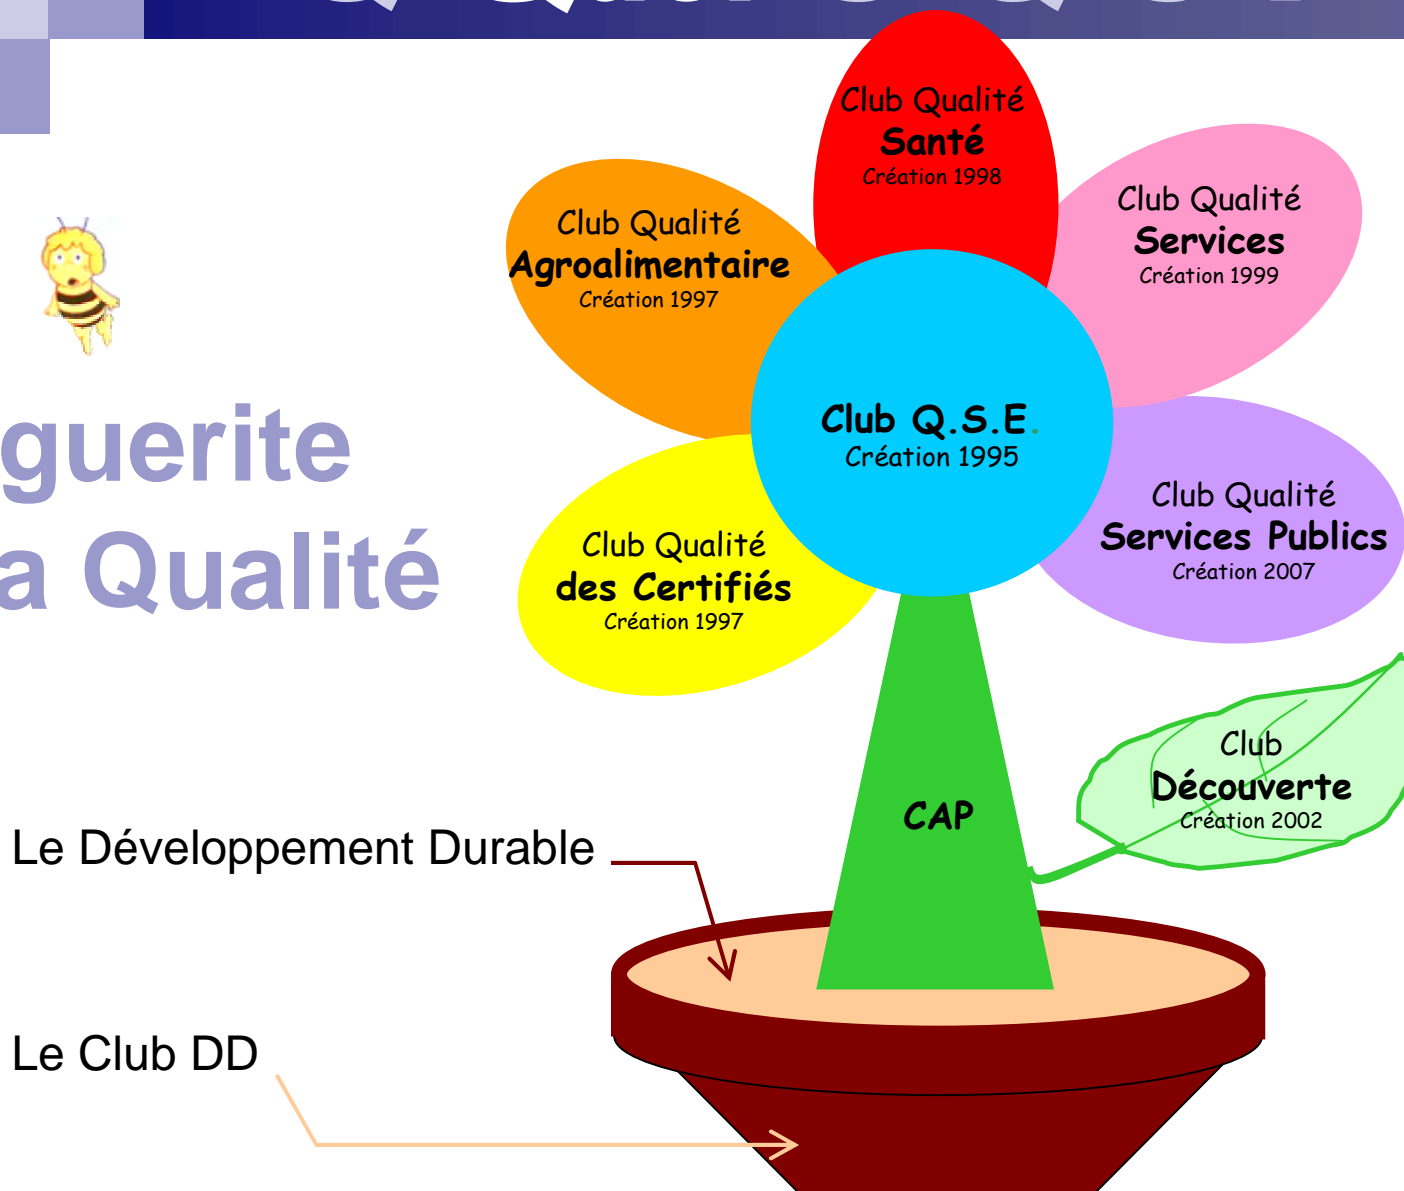 Club Qualité
Santé
Création 1998
Club Qualité
Services
Création 1999
Club Qualité
Agroalimentaire
Création 1997
Club Q.S.E.
Création 1995
guerite
a Qualité
Club Qualité
Services Publics
Création 2007
Club Qualité
des Certifiés
Création 1997
Club
Découverte
Création 2002
CAP
Le Développement Durable
Le Club DD